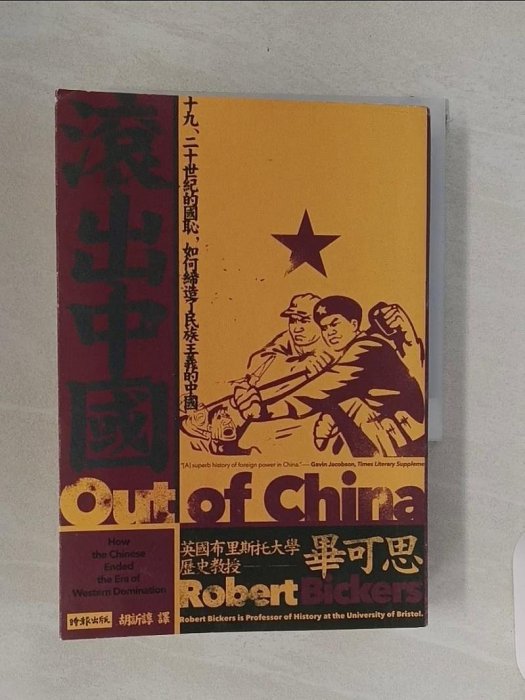 滾出中國
十九、二十世紀的國恥，如何締造了民族主義的中國
"[A] superb history of foreign power in China."— Gavin Jacobson, Times Literary Suppleme
Out of China
How
the Chinese
Ended
the Era of
Western Domination
英國布里斯托大學
歷史教授
畢可思
Robert Bickers
時報出版
胡訢諄 譯
Robert Bickers is Professor of History at the University of Bristol.